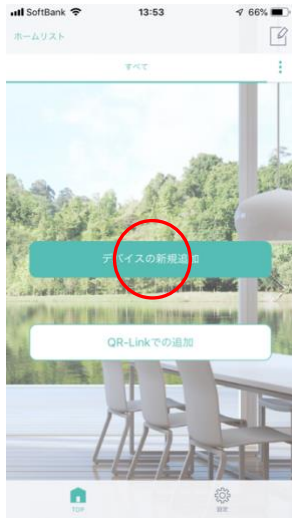 SoftBank 13:53 66%
ホームリスト
すべて
デバイスの新規追加
QR-Linkでの追加
TOP 設定